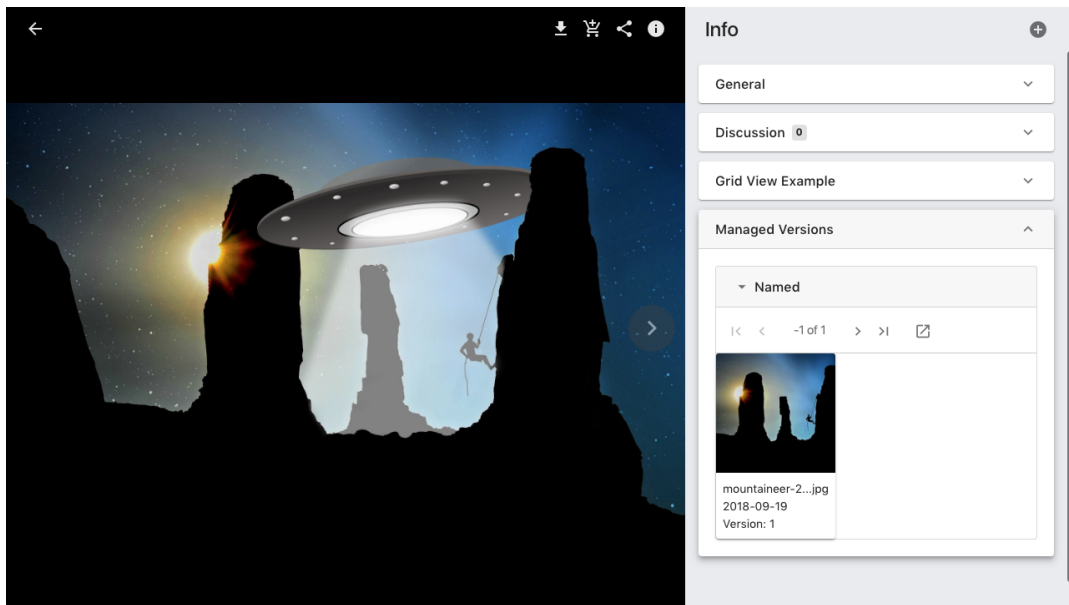 Info
General
Discussion 0
Grid View Example
Managed Versions
Named
-1 of 1
mountaineer-2...jpg
2018-09-19
Version: 1